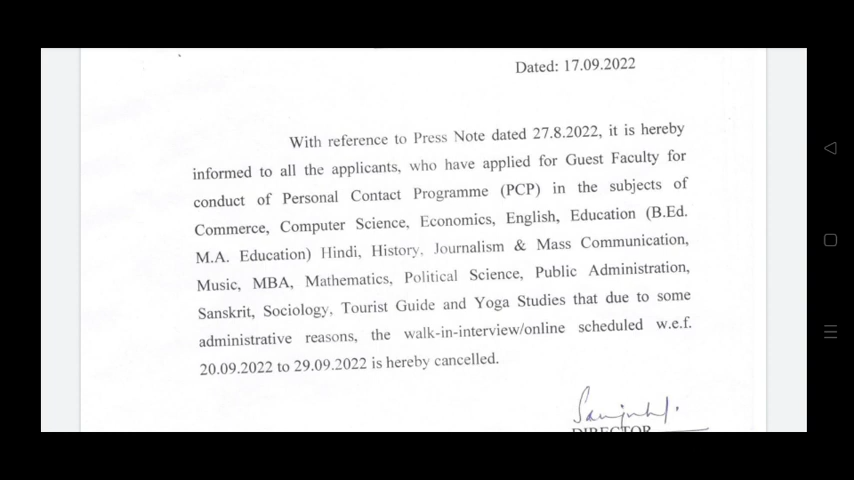 Dated: 17.09.2022
With reference to Press Note dated 27.8.2022, it is hereby
informed to all the applicants, who have applied for Guest Faculty for
conduct of Personal Contact Programme (PCP) in the subjects of
Commerce, Computer Science, Economics, English, Education (B.Ed.
M.A. Education) Hindi, History, Journalism & Mass Communication,
Music, MBA, Mathematics, Political Science, Public Administration,
Sanskrit, Sociology, Tourist Guide and Yoga Studies that due to some
administrative reasons, the walk-in-interview/online scheduled w.e.f.
20.09.2022 to 29.09.2022 is hereby cancelled.
DIRECTOR